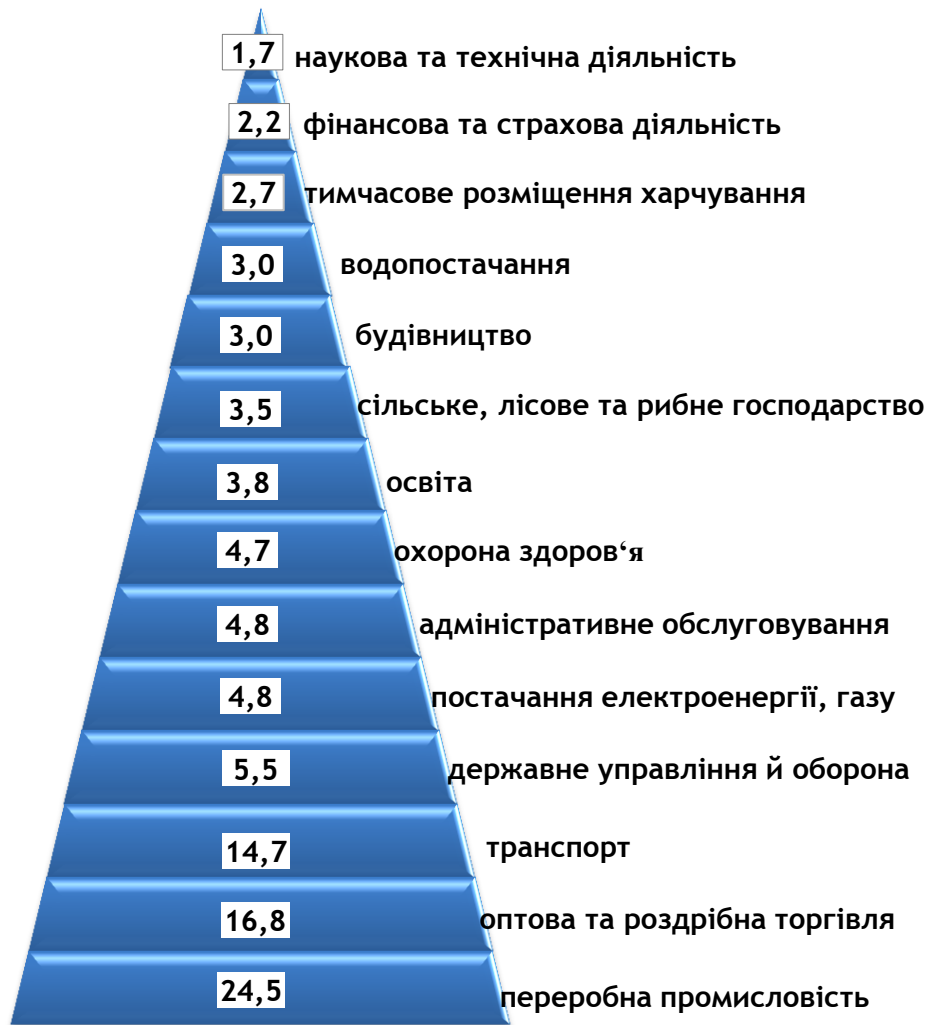 1,7 наукова та технічна діяльність
2,2 фінансова та страхова діяльність
2,7 тимчасове розміщення харчування
3,0 водопостачання
3,0 будівництво
3,5 сільське, лісове та рибне господарство
3,8 освіта
4,7 охорона здоров‘я
4,8 адміністративне обслуговування
4,8 постачання електроенергії, газу
5,5 державне управління й оборона
14,7 транспорт
16,8 оптова та роздрібна торгівля
24,5 переробна промисловість